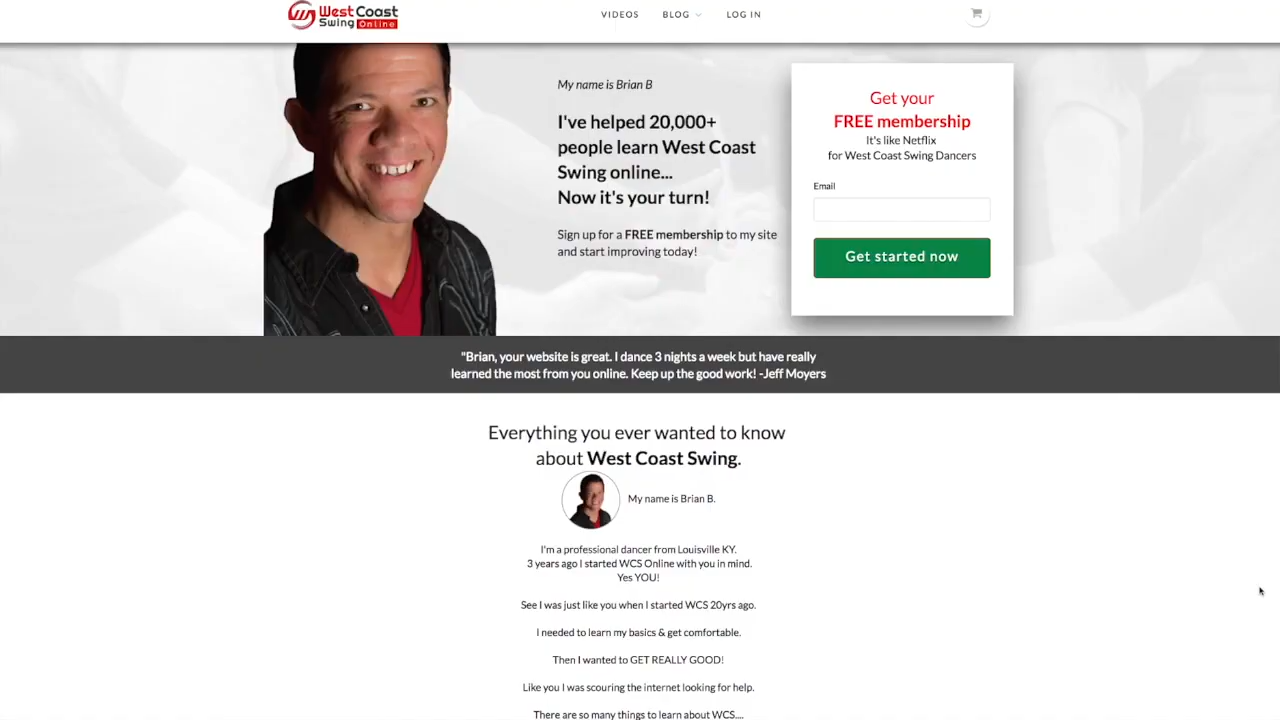 West Coast
Swing Online
VIDEOS
BLOG
LOG IN
My name is Brian B
I've helped 20,000+
people learn West Coast
Swing online...
Now it's your turn!
Sign up for a FREE membership to my site
and start improving today!
Get your
FREE membership
It's like Netflix
for West Coast Swing Dancers
Email
Get started now
"Brian, your website is great. I dance 3 nights a week but have really
learned the most from you online. Keep up the good work! -Jeff Moyers
Everything you ever wanted to know
about West Coast Swing.
My name is Brian B.
I'm a professional dancer from Louisville KY.
3 years ago I started WCS Online with you in mind.
Yes YOU!
See I was just like you when I started WCS 20yrs ago.
I needed to learn my basics & get comfortable.
Then I wanted to GET REALLY GOOD!
Like you I was scouring the internet looking for help.
There are so many things to learn about WCS....